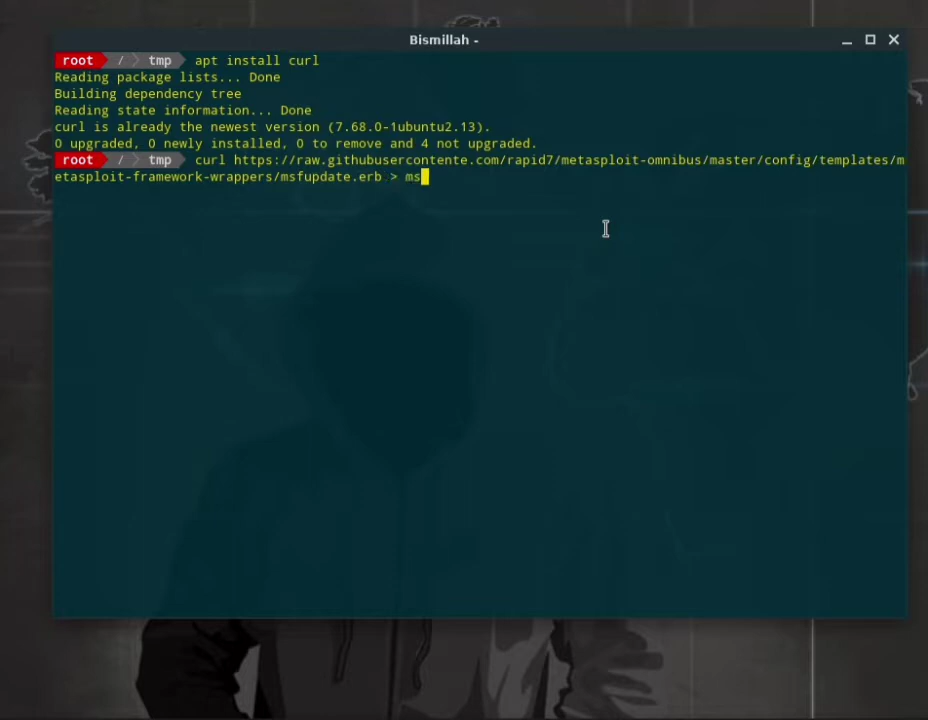 Bismillah -
root / tmp apt install curl
Reading package lists... Done
Building dependency tree
Reading state information... Done
curl is already the newest version (7.68.0-1ubuntu2.13).
0 upgraded, 0 newly installed, 0 to remove and 4 not upgraded.
root / tmp curl https://raw.githubusercontente.com/rapid7/metasploit-omnibus/master/config/templates/m
etasploit-framework-wrappers/msfupdate.erb > ms